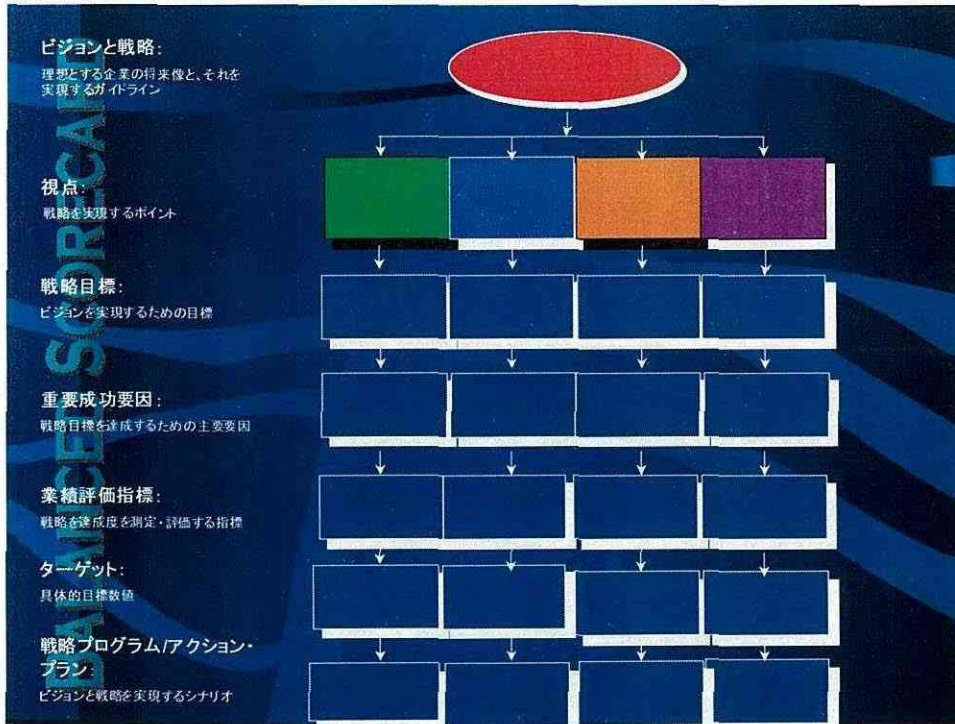 ビジョンと戦略:
理想とする企業の将来像と、それを
実現するガイドライン
視点:
戦略を実現するポイント
戦略目標:
ビジョンを実現するための目標
重要成功要因:
戦略目標を達成するための主要要因
業績評価指標:
戦略を達成度を測定・評価する指標
ターゲット:
具体的目標数値
戦略プログラム/アクション・
プラン:
ビジョンと戦略を実現するシナリオ
BALANCED SCORECARD